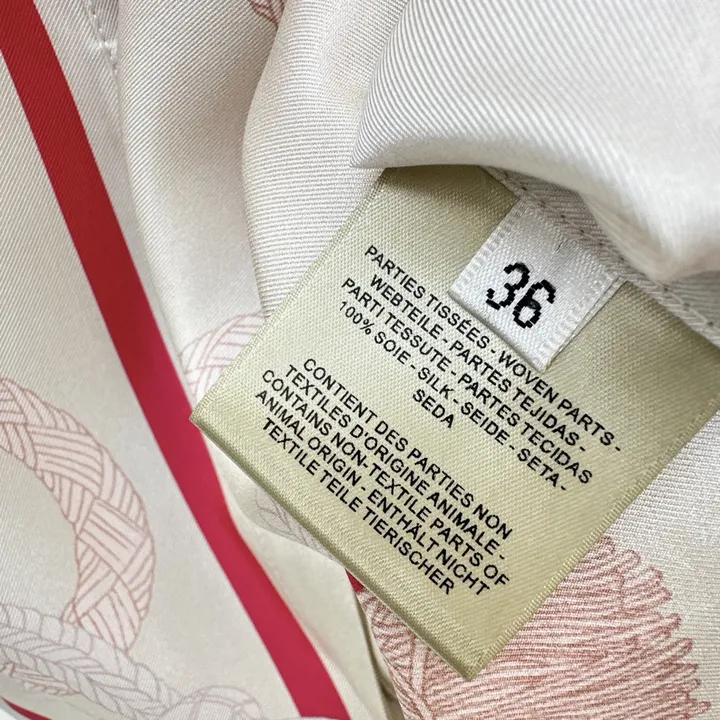 36
PARTIES TISSÉES - WOVEN PARTS -
WEBTEILE - PARTES TEJIDAS -
PARTI TESSUTE - PARTES TECIDAS
100% SOIE - SILK - SEIDE - SETA -
SEDA
CONTIENT DES PARTIES NON
TEXTILES D'ORIGINE ANIMALE -
CONTAINS NON-TEXTILE PARTS OF
ANIMAL ORIGIN - ENTHÄLT NICHT
TEXTILE TEILE TIERISCHER